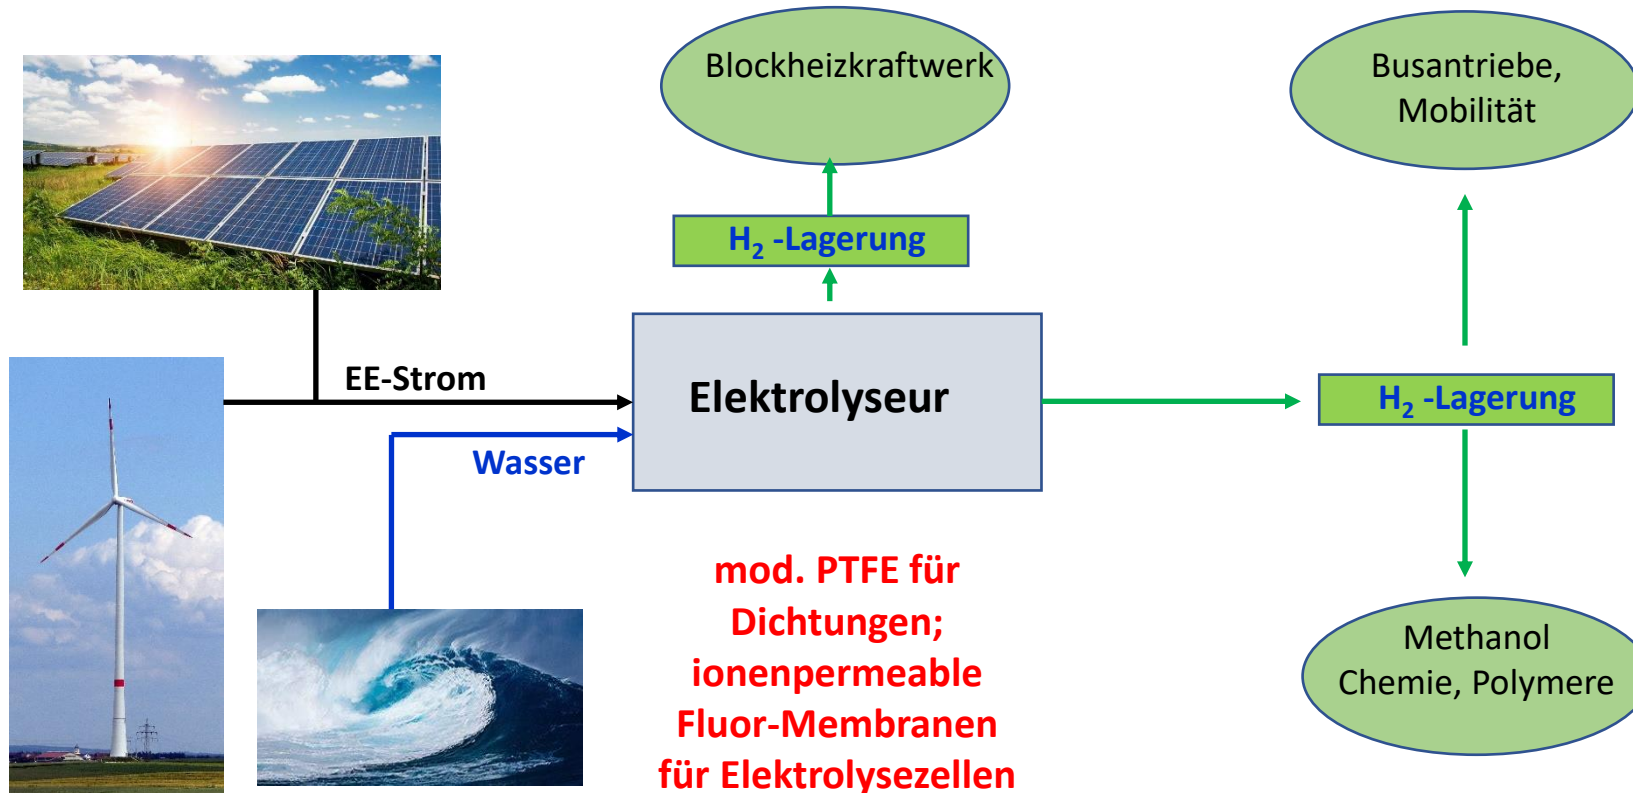 Blockheizkraftwerk
Busantriebe,
Mobilität
H₂ -Lagerung
EE-Strom
Elektrolyseur
H₂ -Lagerung
Wasser
mod. PTFE für
Dichtungen;
ionenpermeable
Fluor-Membranen
für Elektrolysezellen
Methanol
Chemie, Polymere